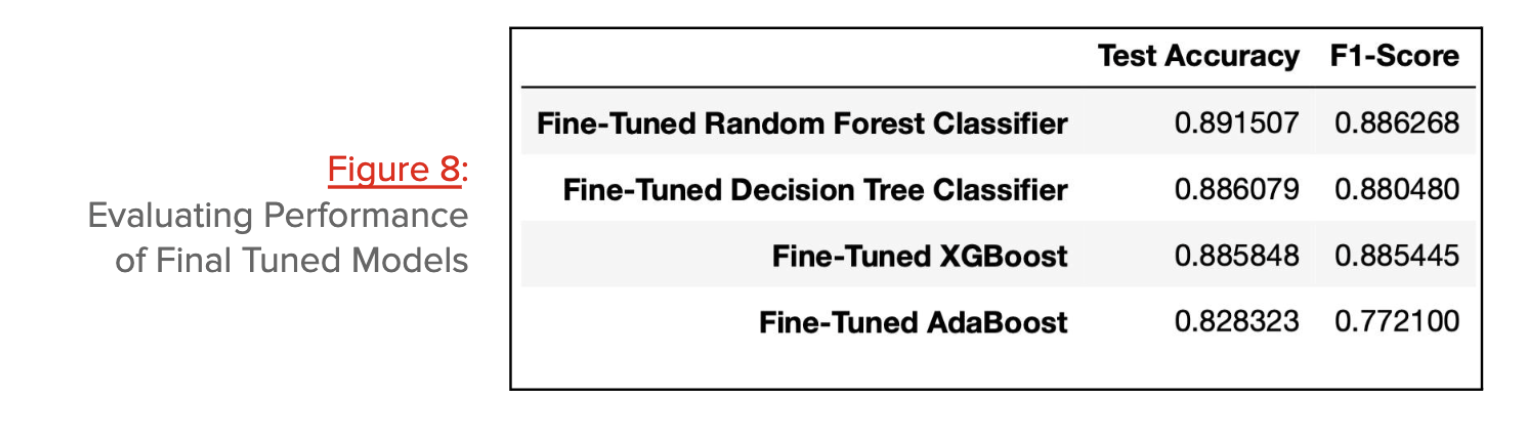 Figure 8:
Evaluating Performance
of Final Tuned Models
Test Accuracy F1-Score
Fine-Tuned Random Forest Classifier 0.891507 0.886268
Fine-Tuned Decision Tree Classifier 0.886079 0.880480
Fine-Tuned XGBoost 0.885848 0.885445
Fine-Tuned AdaBoost 0.828323 0.772100